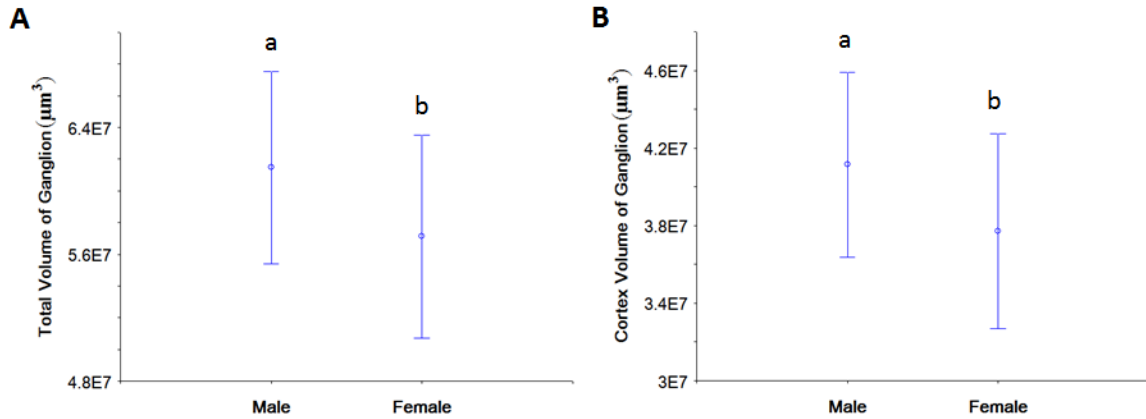 A
a
b
Total Volume of Ganglion (μm³)
6.4E7
5.6E7
4.8E7
Male Female
B
a
b
Cortex Volume of Ganglion (μm³)
4.6E7
4.2E7
3.8E7
3.4E7
3E7
Male Female